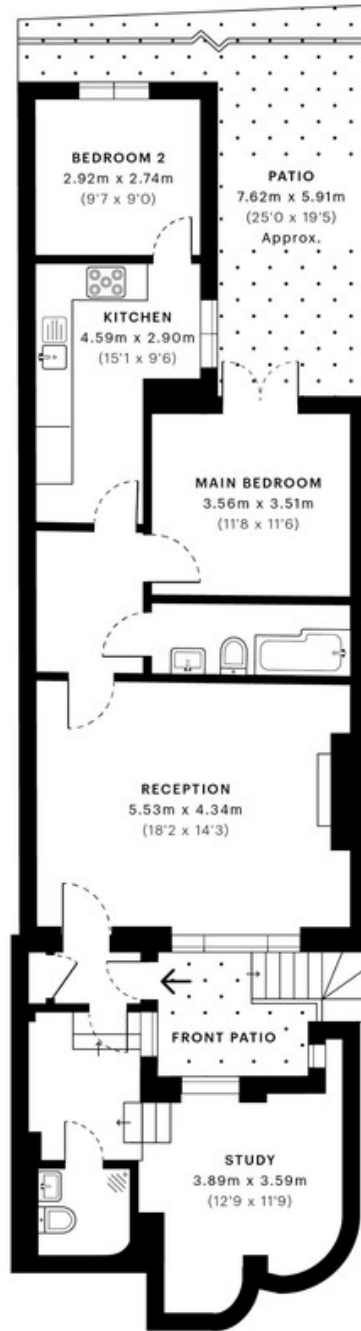 BEDROOM 2
2.92m x 2.74m
(9'7 x 9'0)
PATIO
7.62m x 5.91m
(25'0 x 19'5)
Approx.
KITCHEN
4.59m x 2.90m
(15'1 x 9'6)
MAIN BEDROOM
3.56m x 3.51m
(11'8 x 11'6)
RECEPTION
5.53m x 4.34m
(18'2 x 14'3)
FRONT PATIO
STUDY
3.89m x 3.59m
(12'9 x 11'9)